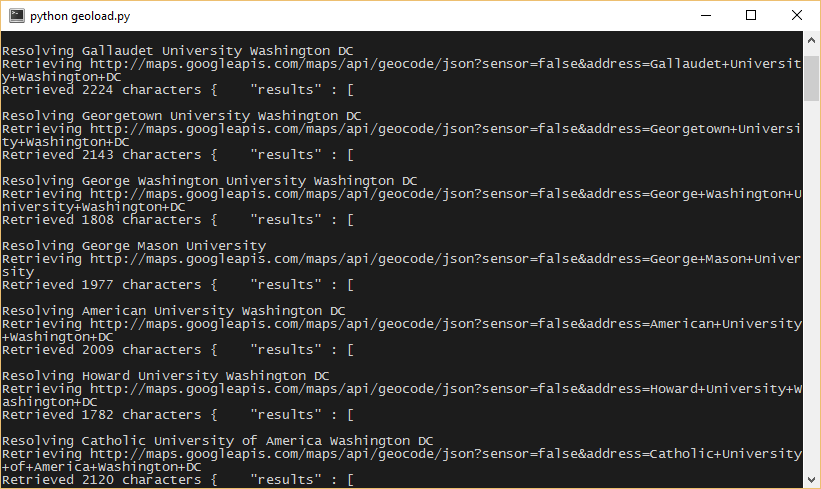 python geoload.py
Resolving Gallaudet University Washington DC
Retrieving http://maps.googleapis.com/maps/api/geocode/json?sensor=false&address=Gallaudet+Universit
y+Washington+DC
Retrieved 2224 characters {    "results" : [
Resolving Georgetown University Washington DC
Retrieving http://maps.googleapis.com/maps/api/geocode/json?sensor=false&address=Georgetown+Universi
ty+Washington+DC
Retrieved 2143 characters {    "results" : [
Resolving George Washington University Washington DC
Retrieving http://maps.googleapis.com/maps/api/geocode/json?sensor=false&address=George+Washington+U
niversity+Washington+DC
Retrieved 1808 characters {    "results" : [
Resolving George Mason University
Retrieving http://maps.googleapis.com/maps/api/geocode/json?sensor=false&address=George+Mason+Univer
sity
Retrieved 1977 characters {    "results" : [
Resolving American University Washington DC
Retrieving http://maps.googleapis.com/maps/api/geocode/json?sensor=false&address=American+University
+Washington+DC
Retrieved 2009 characters {    "results" : [
Resolving Howard University Washington DC
Retrieving http://maps.googleapis.com/maps/api/geocode/json?sensor=false&address=Howard+University+W
ashington+DC
Retrieved 1782 characters {    "results" : [
Resolving Catholic University of America Washington DC
Retrieving http://maps.googleapis.com/maps/api/geocode/json?sensor=false&address=Catholic+University
+of+America+Washington+DC
Retrieved 2120 characters {    "results" : [